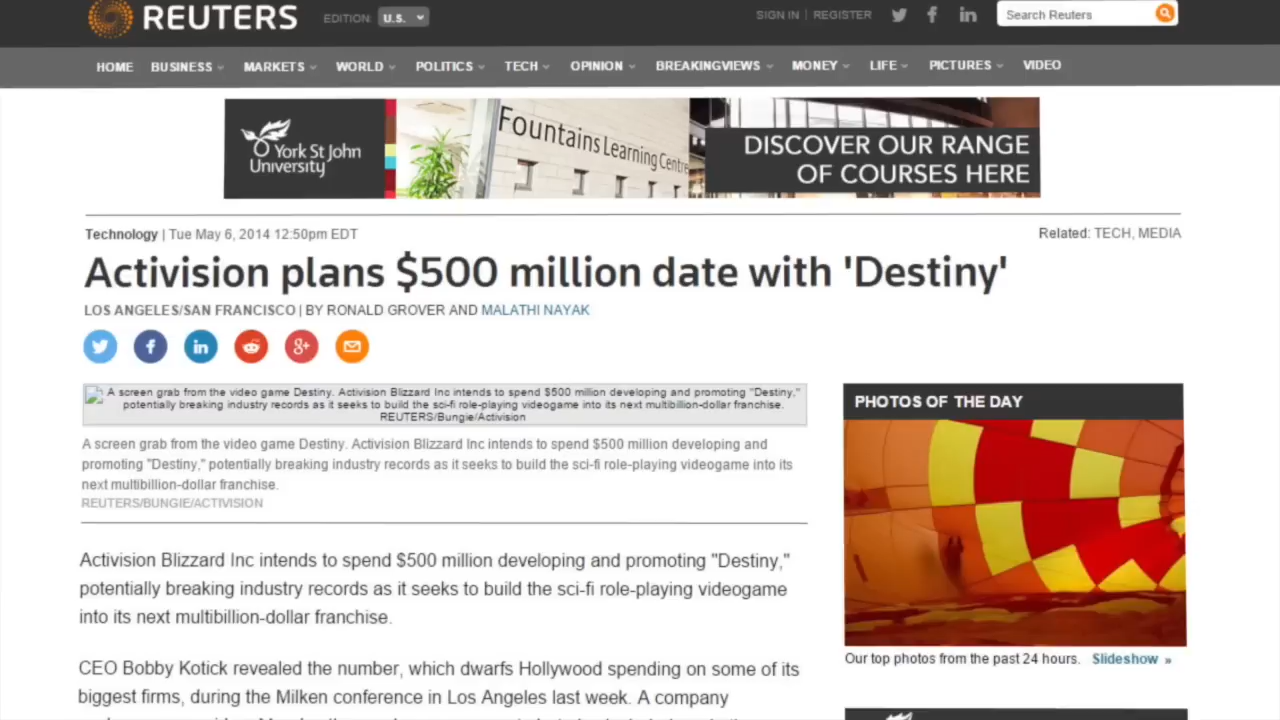 REUTERS
EDITION: U.S.
SIGN IN | REGISTER
Search Reuters
HOME BUSINESS MARKETS WORLD POLITICS TECH OPINION BREAKINGVIEWS MONEY LIFE PICTURES VIDEO
York St John
University
Fountains Learning Centre
DISCOVER OUR RANGE
OF COURSES HERE
Technology | Tue May 6, 2014 12:50pm EDT
Related: TECH, MEDIA
Activision plans $500 million date with 'Destiny'
LOS ANGELES/SAN FRANCISCO | BY RONALD GROVER AND MALATHI NAYAK
A screen grab from the video game Destiny. Activision Blizzard Inc intends to spend $500 million developing and promoting "Destiny,"
potentially breaking industry records as it seeks to build the sci-fi role-playing videogame into its next multibillion-dollar franchise.
REUTERS/Bungie/Activision
A screen grab from the video game Destiny. Activision Blizzard Inc intends to spend $500 million developing and
promoting "Destiny," potentially breaking industry records as it seeks to build the sci-fi role-playing videogame into its
next multibillion-dollar franchise.
REUTERS/BUNGIE/ACTIVISION
Activision Blizzard Inc intends to spend $500 million developing and promoting "Destiny,"
potentially breaking industry records as it seeks to build the sci-fi role-playing videogame
into its next multibillion-dollar franchise.
CEO Bobby Kotick revealed the number, which dwarfs Hollywood spending on some of its
biggest firms, during the Milken conference in Los Angeles last week. A company
PHOTOS OF THE DAY
Our top photos from the past 24 hours. Slideshow »